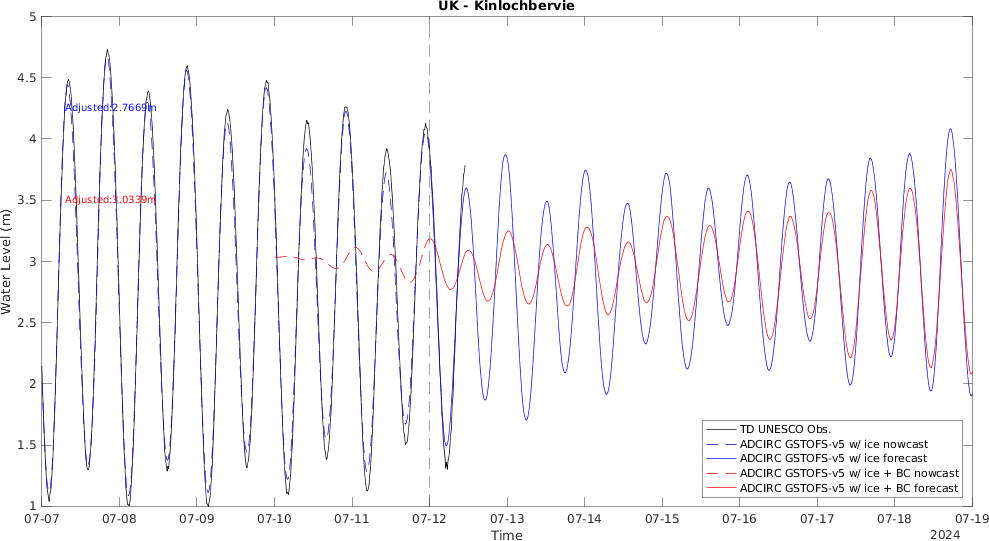 UK - Kinlochbervie
Water Level (m)
5
4.5
4
3.5
3
2.5
2
1.5
1
Adjusted:2.7669m
Adjusted:3.0339m
TD UNESCO Obs.
ADCIRC GSTOFS-v5 w/ ice nowcast
ADCIRC GSTOFS-v5 w/ ice forecast
ADCIRC GSTOFS-v5 w/ ice + BC nowcast
ADCIRC GSTOFS-v5 w/ ice + BC forecast
07-07 07-08 07-09 07-10 07-11 07-12 07-13 07-14 07-15 07-16 07-17 07-18 07-19
Time
2024